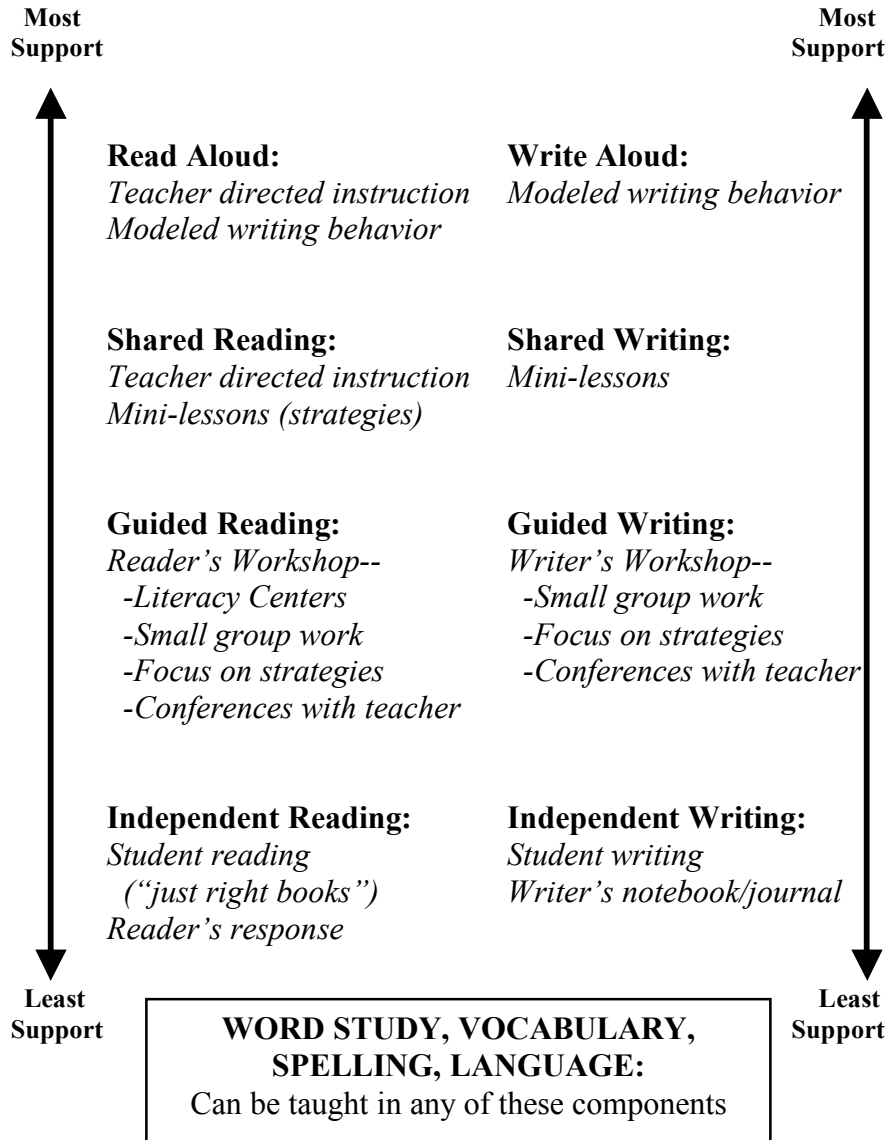 Most
Support
Most
Support
Read Aloud:
Teacher directed instruction
Modeled writing behavior
Write Aloud:
Modeled writing behavior
Shared Reading:
Teacher directed instruction
Mini-lessons (strategies)
Shared Writing:
Mini-lessons
Guided Reading:
Reader’s Workshop--
-Literacy Centers
-Small group work
-Focus on strategies
-Conferences with teacher
Guided Writing:
Writer’s Workshop--
-Small group work
-Focus on strategies
-Conferences with teacher
Independent Reading:
Student reading
(“just right books”)
Reader’s response
Independent Writing:
Student writing
Writer’s notebook/journal
Least
Support
Least
Support
WORD STUDY, VOCABULARY,
SPELLING, LANGUAGE:
Can be taught in any of these components